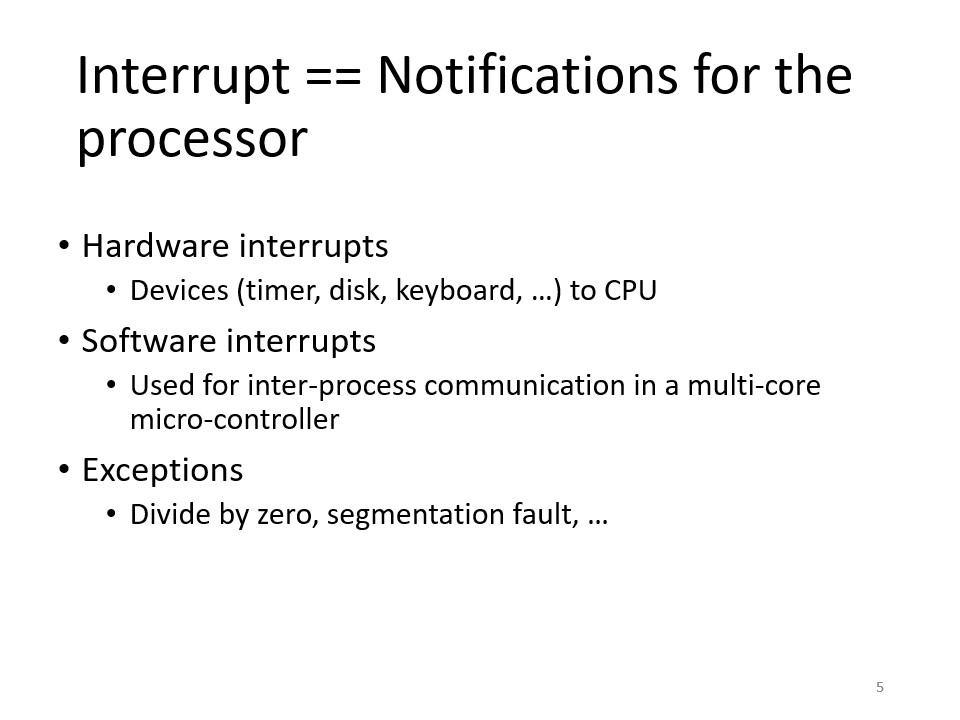 Interrupt == Notifications for the
processor
• Hardware interrupts
• Devices (timer, disk, keyboard, …) to CPU
• Software interrupts
• Used for inter-process communication in a multi-core
micro-controller
• Exceptions
• Divide by zero, segmentation fault, …
5